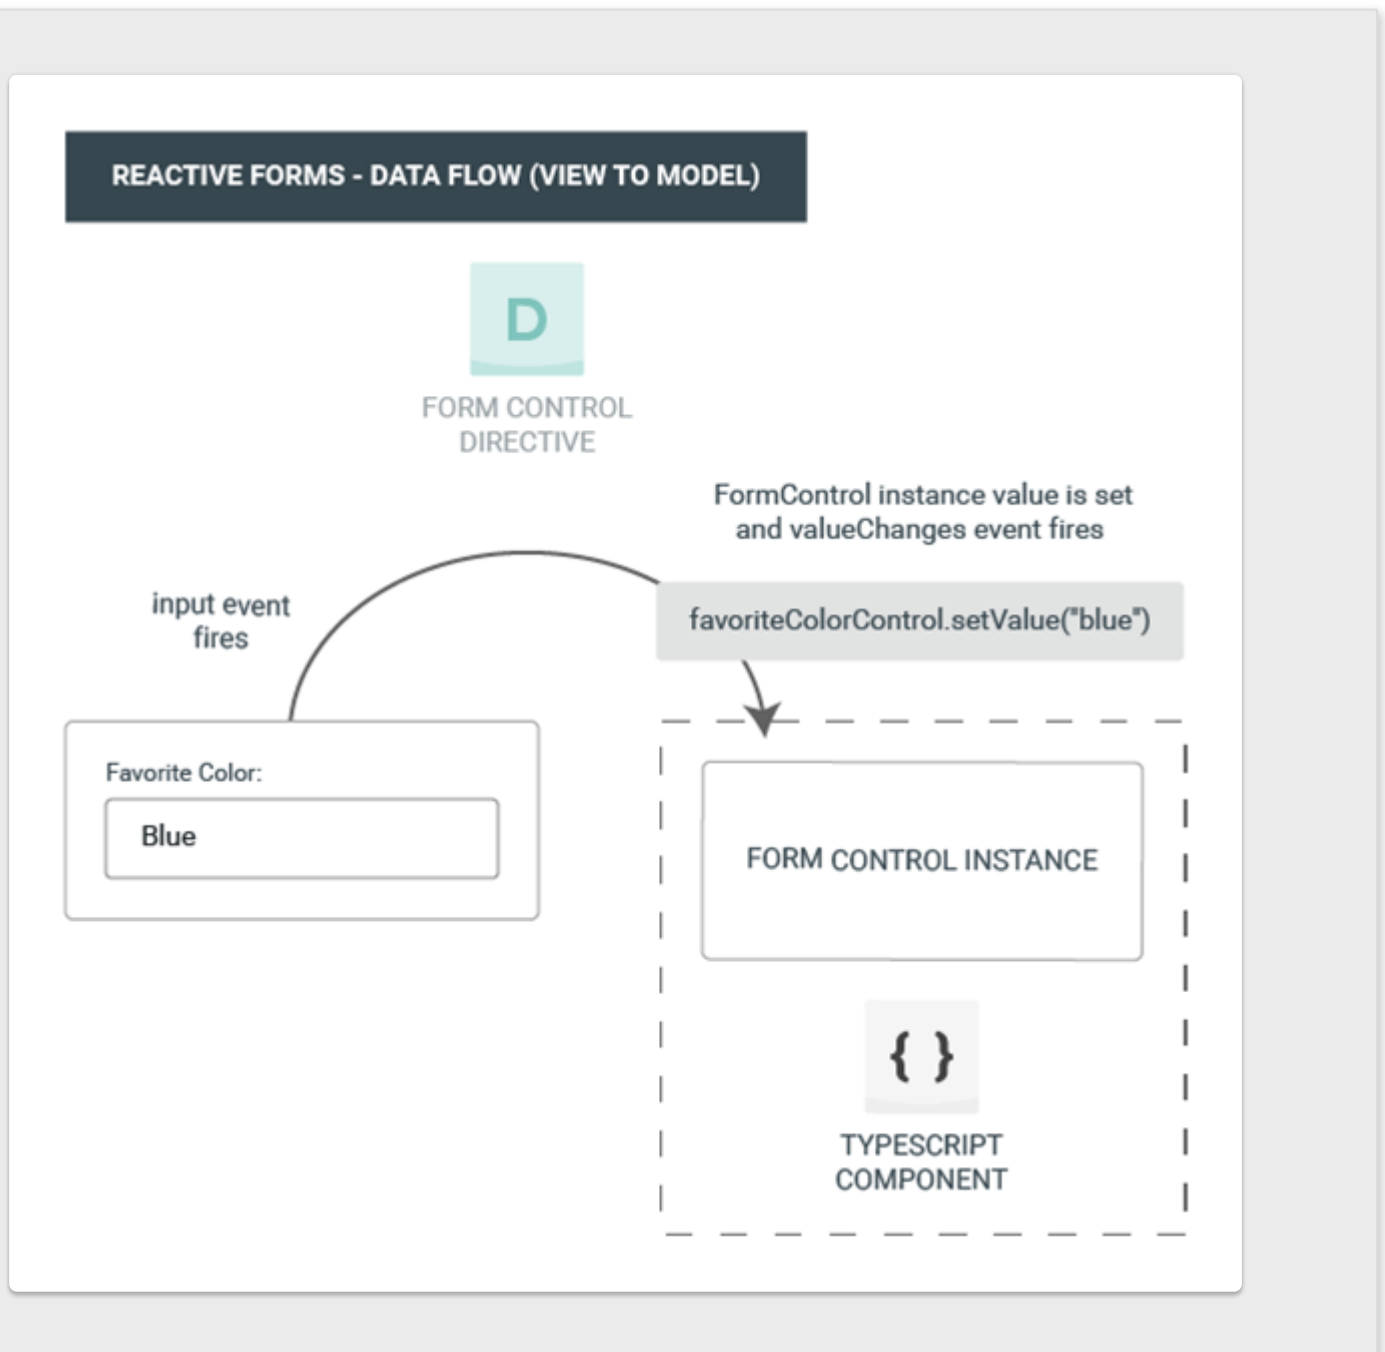 REACTIVE FORMS - DATA FLOW (VIEW TO MODEL)
D
FORM CONTROL
DIRECTIVE
FormControl instance value is set
and valueChanges event fires
input event
fires
favoriteColorControl.setValue("blue")
Favorite Color:
Blue
FORM CONTROL INSTANCE
{ }
TYPESCRIPT
COMPONENT